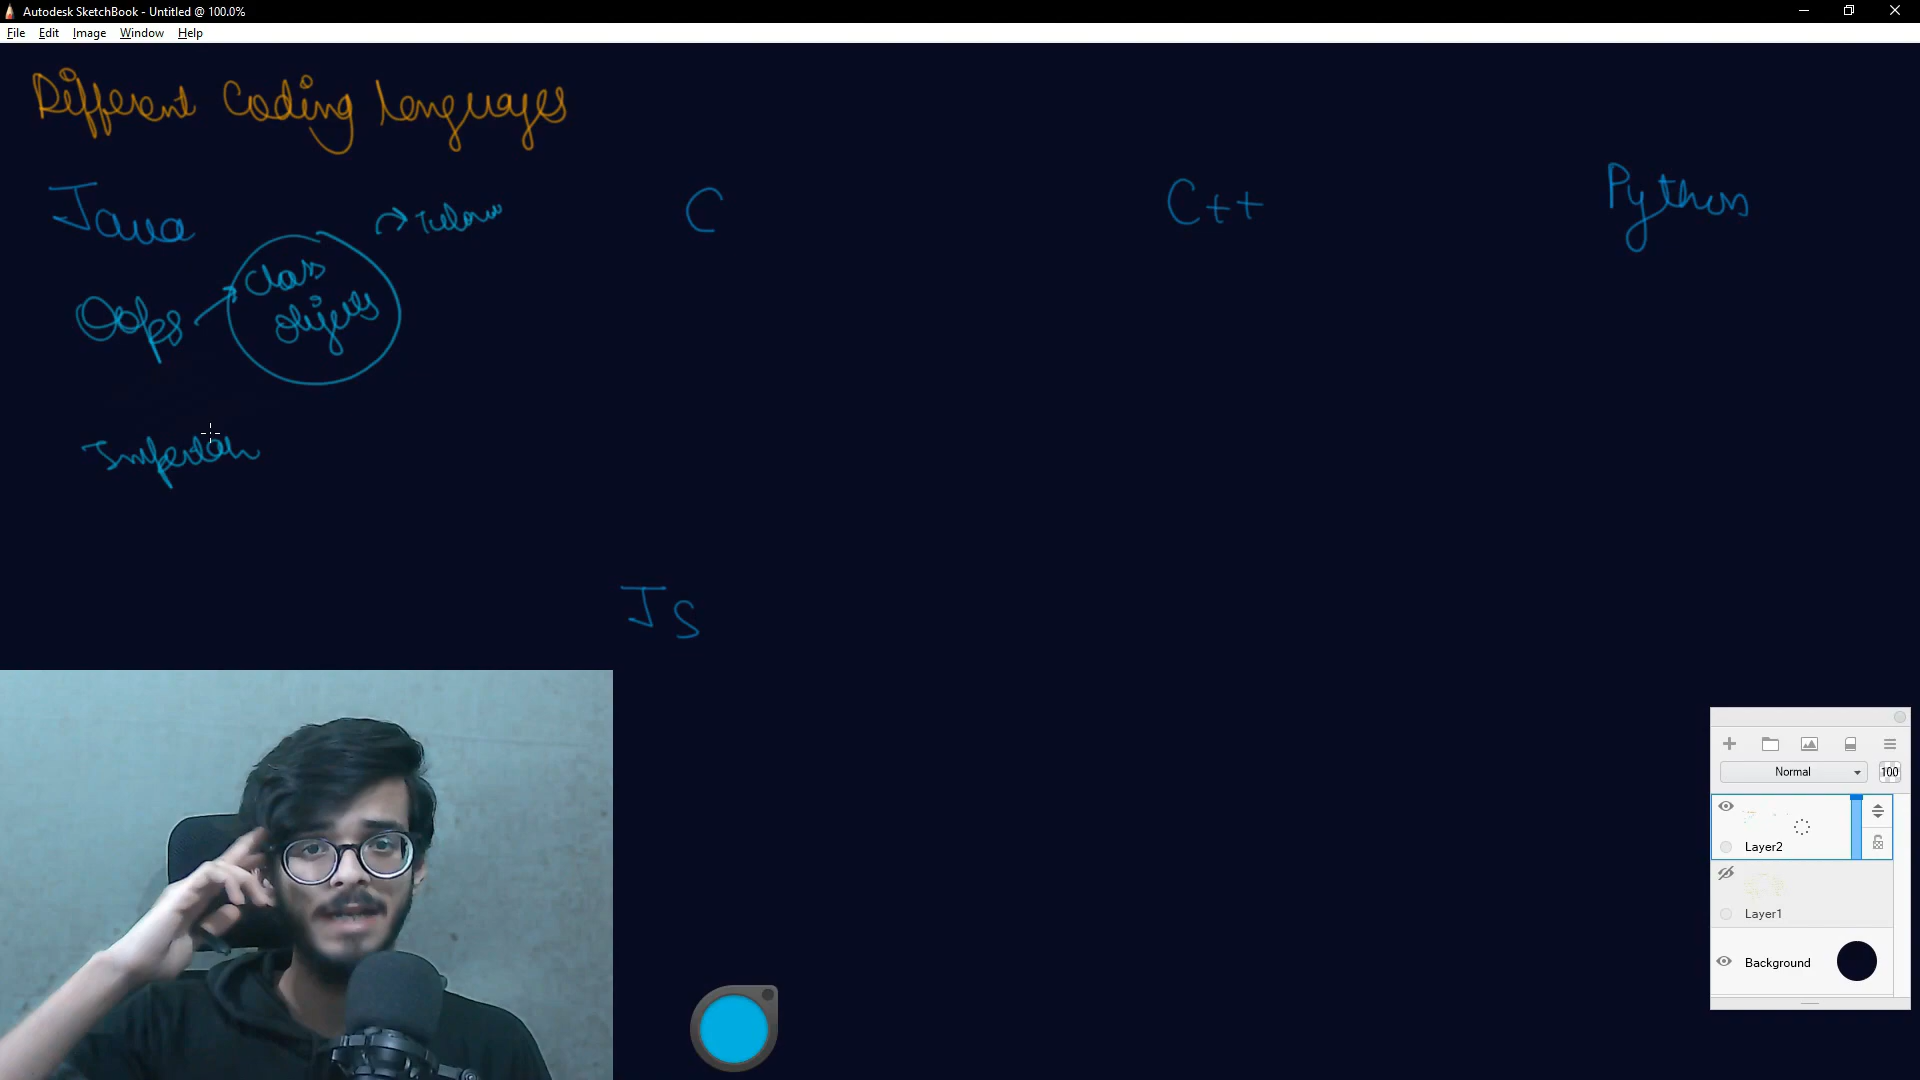 Autodesk SketchBook - Untitled @ 100.0%
File Edit Image Window Help
Different Coding lenguages
Java
C
C++
Python
Oops
class
objects
JS
Normal
100
Layer2
Layer1
Background